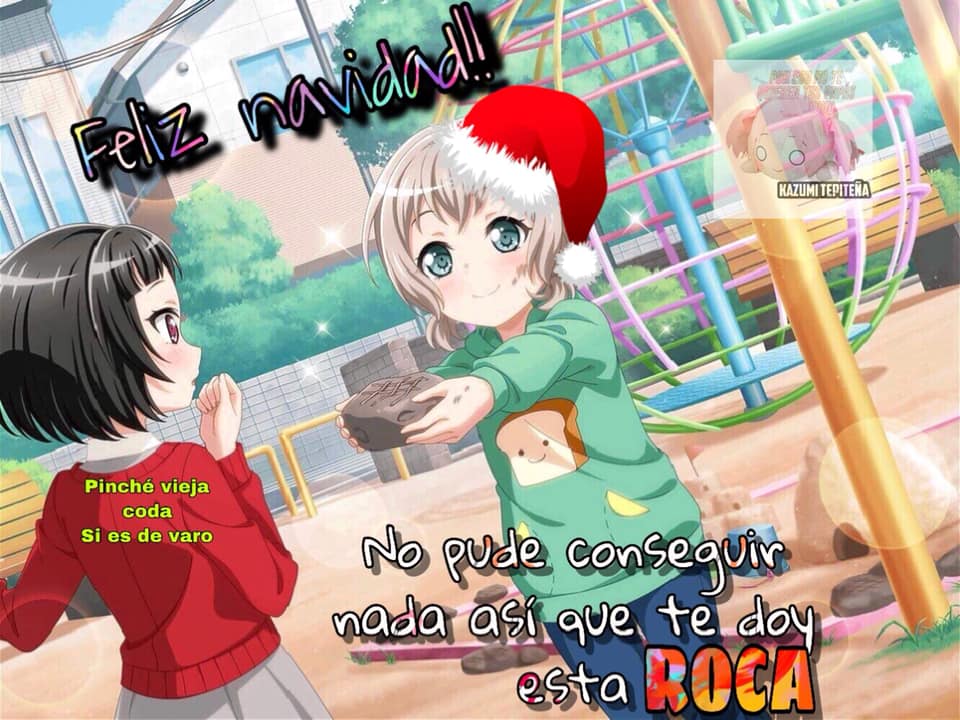 Feliz navidad!!
KAZUMI TEPITEÑA
Pinché vieja
coda
Si es de varo
No pude conseguir
nada así que te doy
esta ROCA